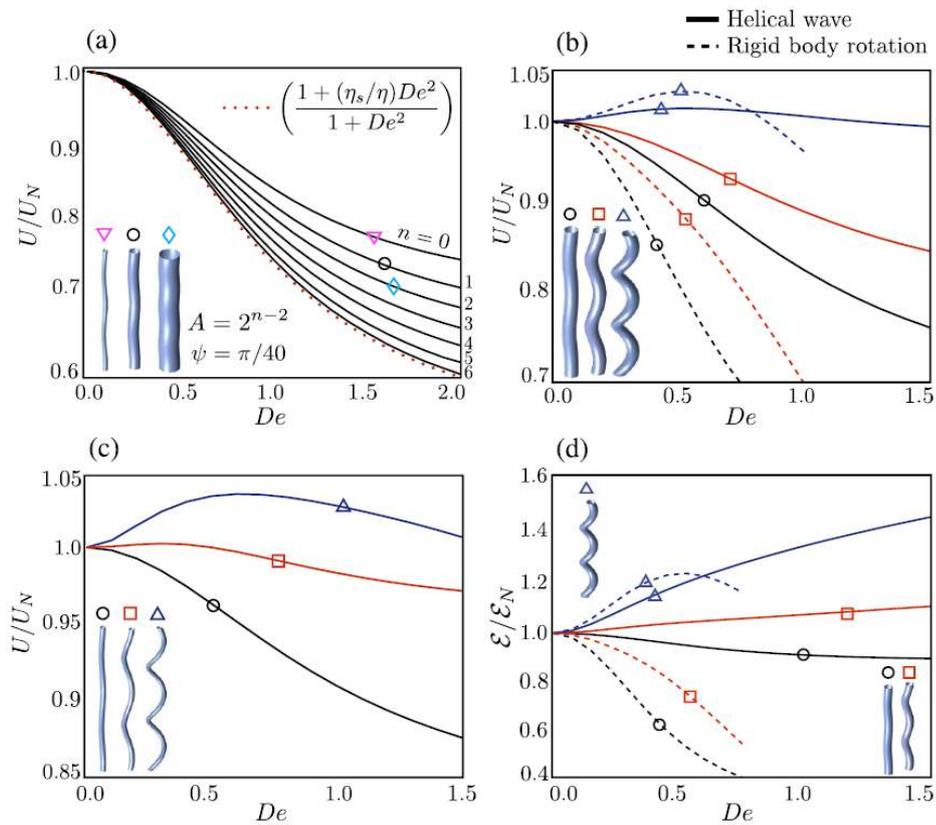 Helical wave
Rigid body rotation
(a)
U/U_N
1.0
0.9
0.8
0.7
0.6
(1 + (η_s/η)De² / 1 + De²)
n = 0
1
2
3
4
5
6
A = 2^{n−2}
ψ = π/40
0.0 0.5 1.0 1.5 2.0
De
(b)
U/U_N
1.05
1.0
0.9
0.8
0.7
0.0 0.5 1.0 1.5
De
(c)
U/U_N
1.05
1.0
0.95
0.9
0.85
0.0 0.5 1.0 1.5
De
(d)
ℰ/ℰ_N
1.6
1.4
1.2
1.0
0.8
0.6
0.4
0.0 0.5 1.0 1.5
De